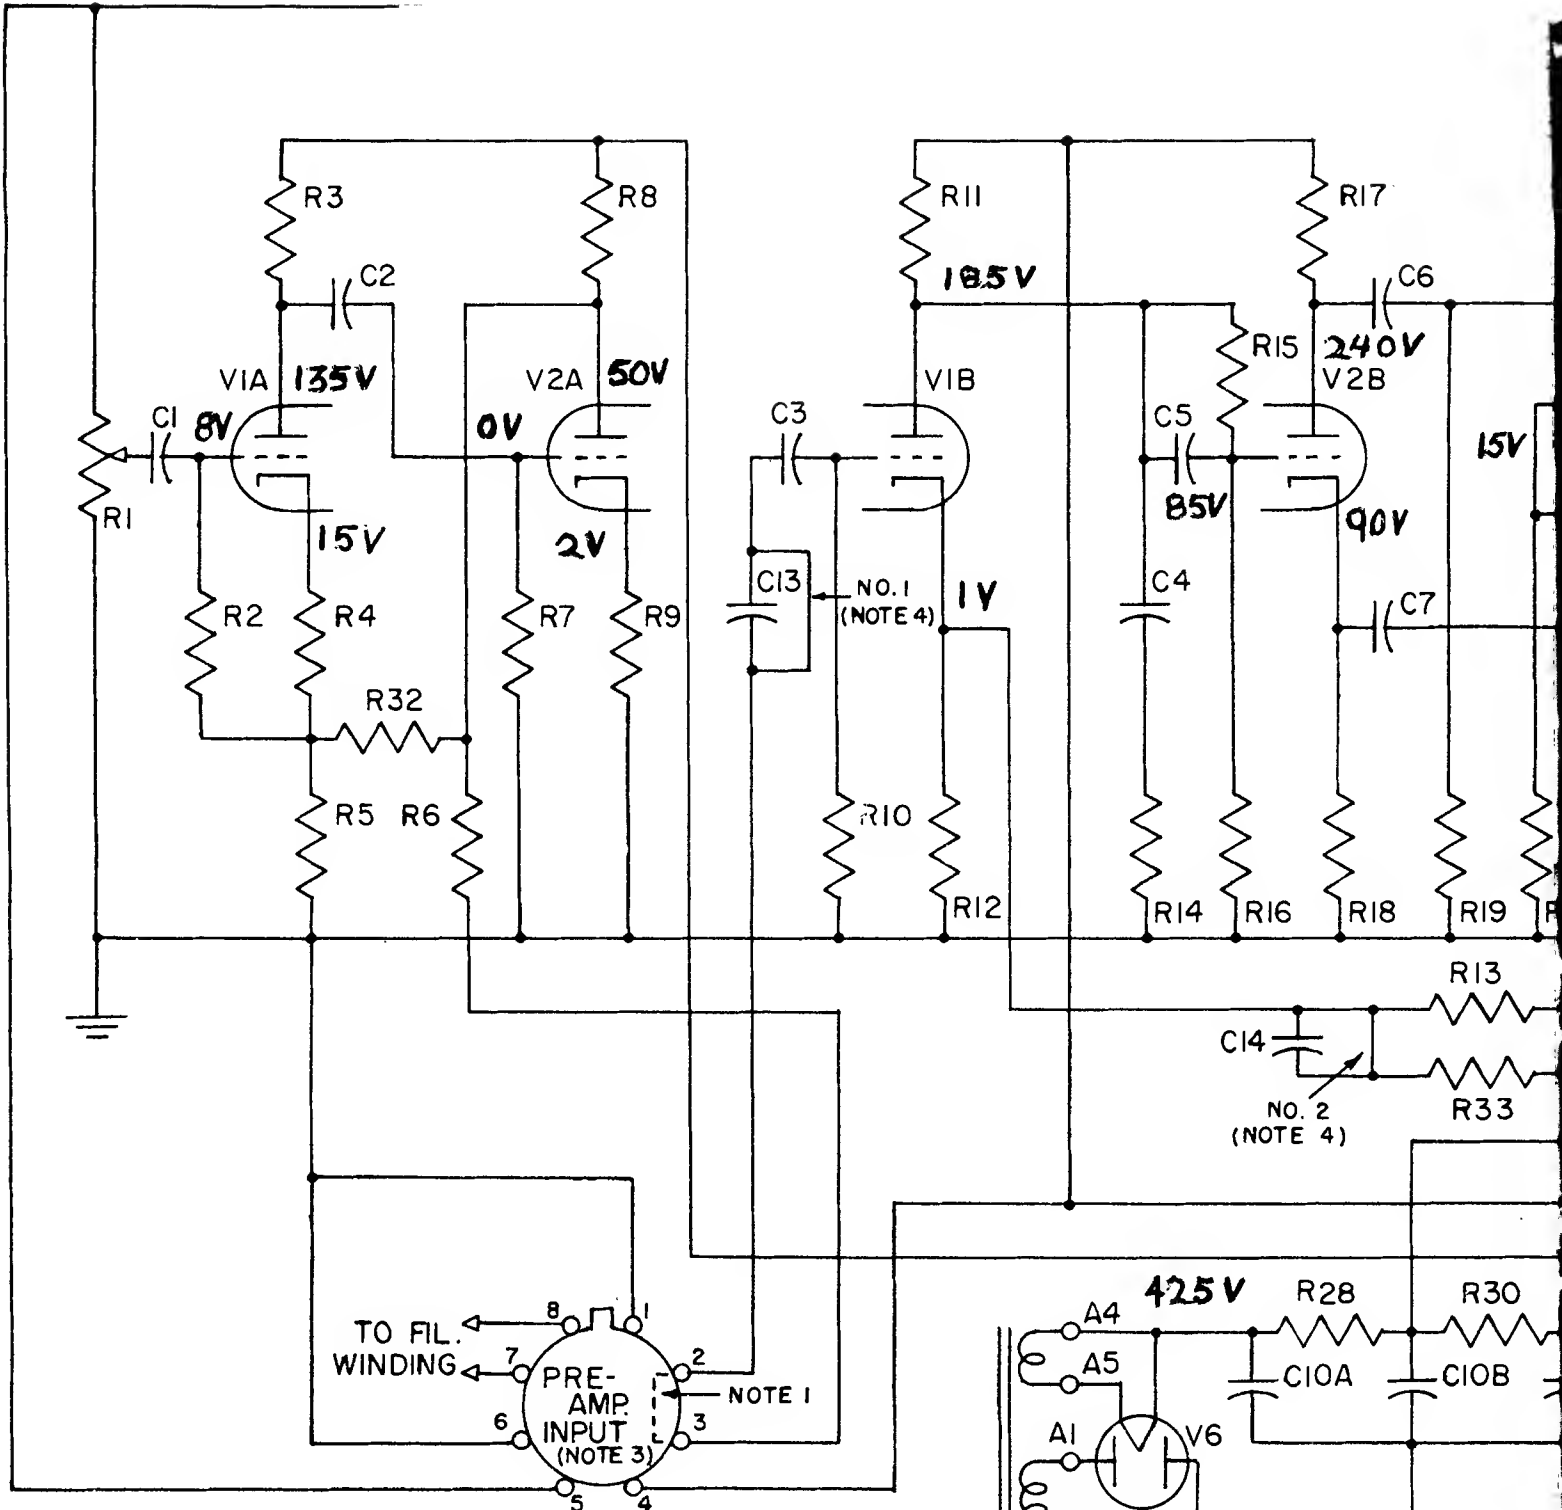 R3
R8
R11
R17
C2
185V
C6
R15
240V
V1A
135V
V2A
50V
V1B
V2B
C1
8V
0V
C3
C5
15V
R1
15V
2V
85V
90V
C13
NO. 1
(NOTE 4)
1V
C4
C7
R2
R4
R7
R9
R32
R5
R6
R10
R12
R14
R16
R18
R19
R13
C14
NO. 2
(NOTE 4)
R33
425V
R28
R30
A4
A5
C10A
C10B
A1
V6
TO FIL.
WINDING
8
1
7
2
PRE-
AMP.
INPUT
(NOTE 3)
NOTE 1
6
3
5
4